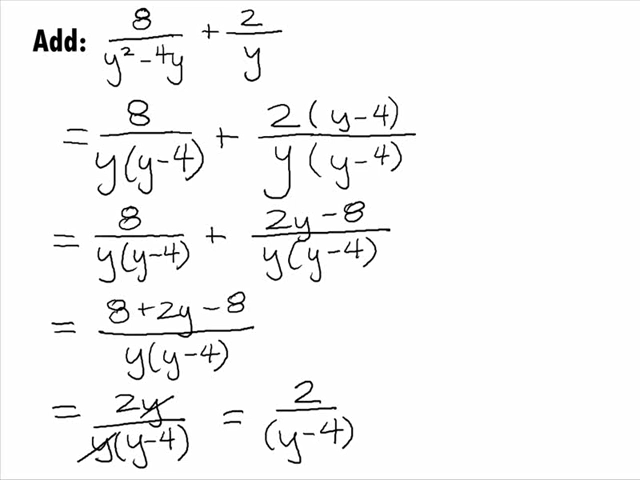 Add: 8/(y² - 4y) + 2/y
= 8/(y(y-4)) + 2(y-4)/(y(y-4))
= 8/(y(y-4)) + (2y-8)/(y(y-4))
= (8+2y-8)/(y(y-4))
= 2y/(y(y-4)) = 2/(y-4)